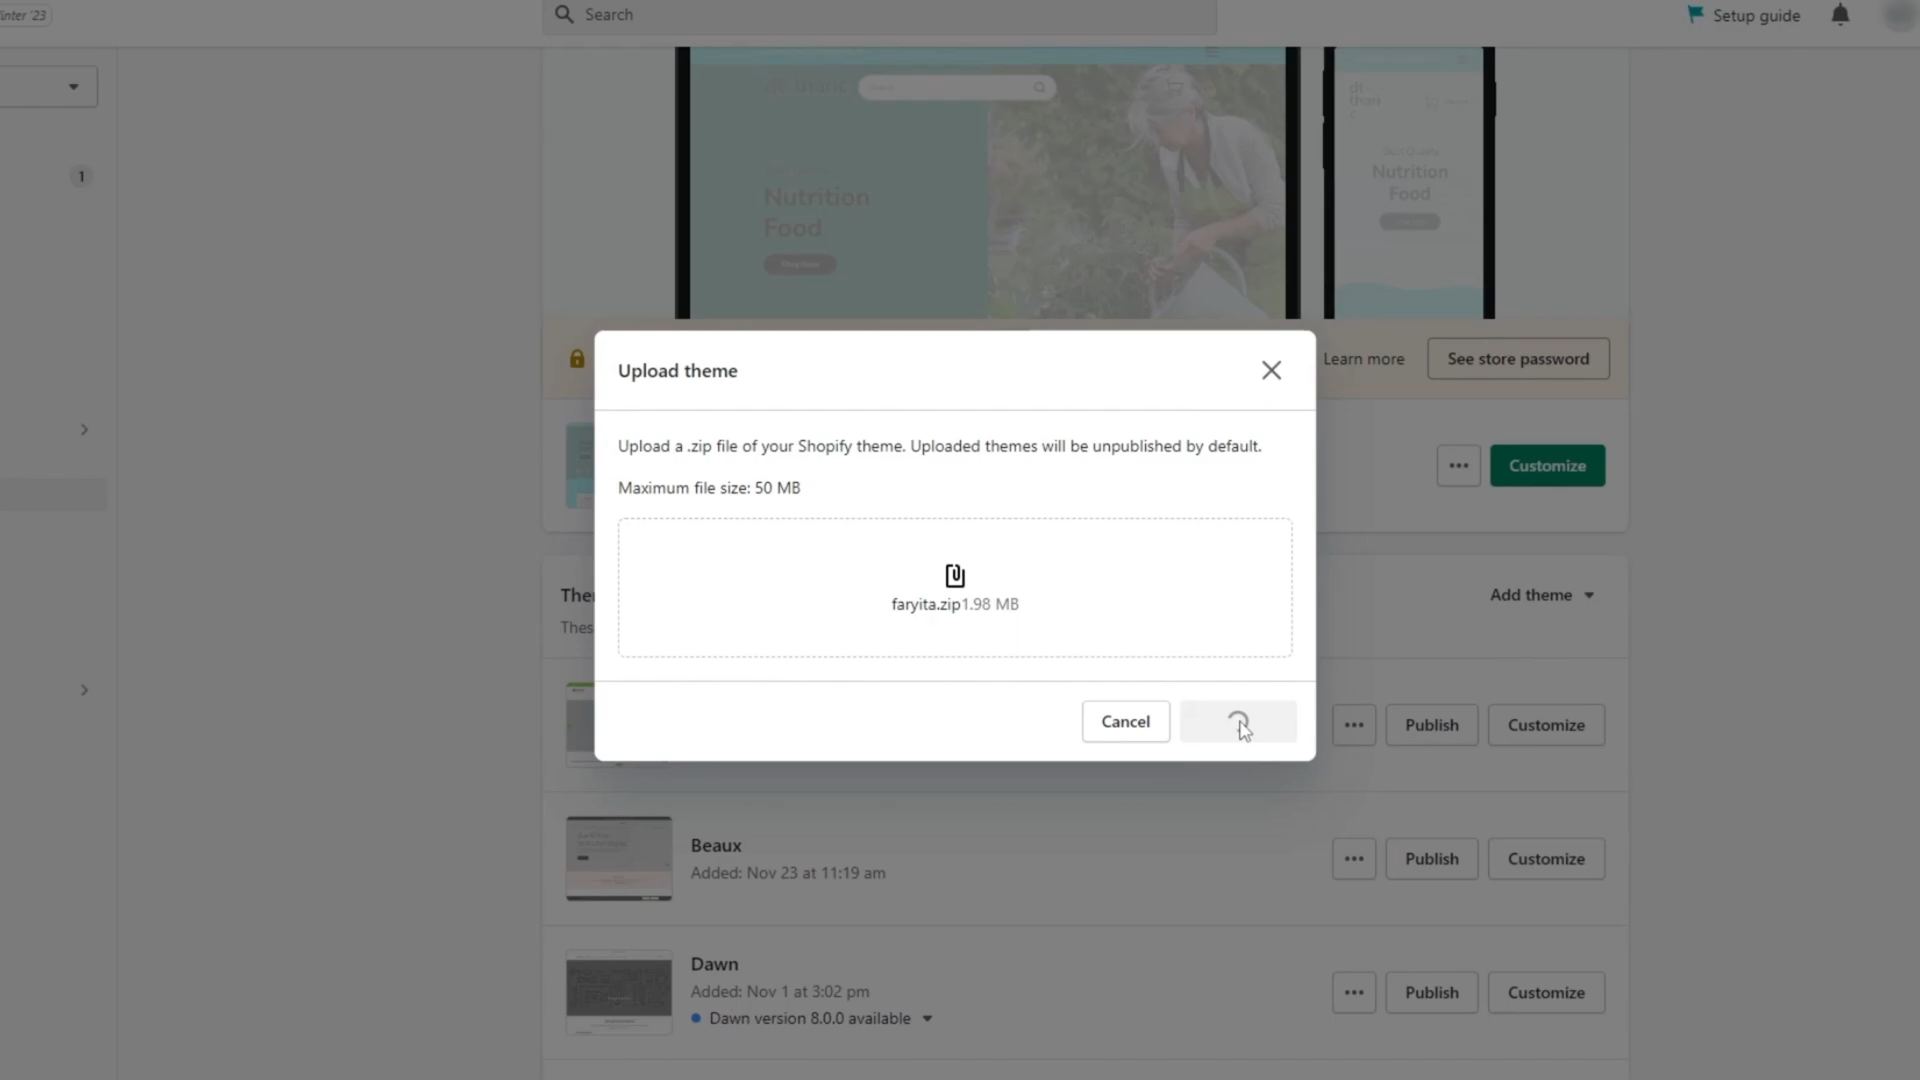 inter '23
Search
Setup guide
1
dt
than
c
Nutrition
Food
Nutrition
Food
Upload theme
Learn more
See store password
Upload a .zip file of your Shopify theme. Uploaded themes will be unpublished by default.
Maximum file size: 50 MB
Customize
faryita.zip1.98 MB
Ther
Thes
Add theme
Cancel
Publish
Customize
Beaux
Added: Nov 23 at 11:19 am
Publish
Customize
Dawn
Added: Nov 1 at 3:02 pm
Dawn version 8.0.0 available
Publish
Customize